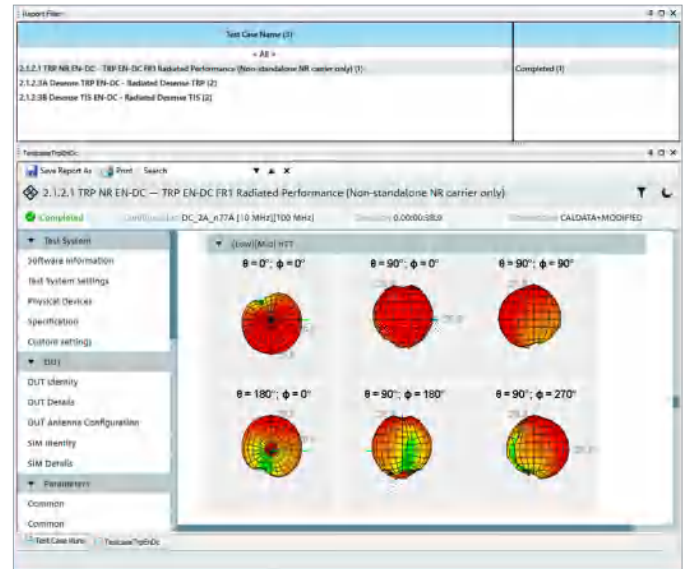 Report Filter
Test Case Name (3)
< All >
2.1.2.1 TRP NR EN-DC - TRP EN-DC FR1 Radiated Performance (Non-standalone NR carrier only) (1) Completed (1)
2.1.2.3A Desense TRP EN-DC - Radiated Desense TRP (2)
2.1.2.3B Desense TIS EN-DC - Radiated Desense TIS (2)
TestcaseTrpEnDc
Save Report As Print Search
2.1.2.1 TRP NR EN-DC — TRP EN-DC FR1 Radiated Performance (Non-standalone NR carrier only)
Completed DC_2A_n77A [10 MHz][100 MHz] 0.00:00:38.0 CALDATA+MODIFIED
Test System
Software Information
Test System Settings
Physical Devices
Specification
Custom settings
DUT
DUT Identity
DUT Details
DUT Antenna Configuration
SIM Identity
SIM Details
Parameters
Common
Common
[Low][Mid] HTT
θ = 0°; ϕ = 0° θ = 90°; ϕ = 0° θ = 90°; ϕ = 90°
θ = 180°; ϕ = 0° θ = 90°; ϕ = 180° θ = 90°; ϕ = 270°
Test Case Runs TestcaseTrpEnDc